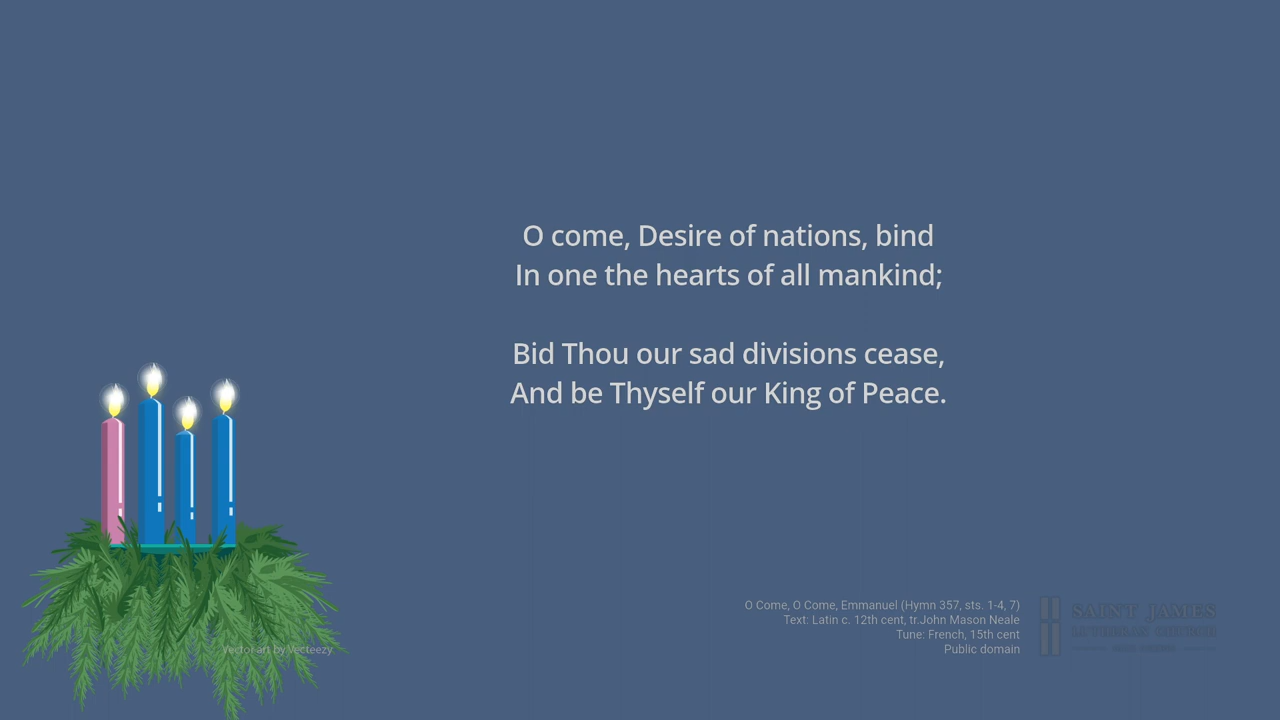 O come, Desire of nations, bind
In one the hearts of all mankind;
Bid Thou our sad divisions cease,
And be Thyself our King of Peace.
O Come, O Come, Emmanuel (Hymn 357, sts. 1-4, 7)
Text: Latin c. 12th cent, tr.John Mason Neale
Tune: French, 15th cent
Public domain
SAINT JAMES
LUTHERAN CHURCH
Vector art by Vecteezy